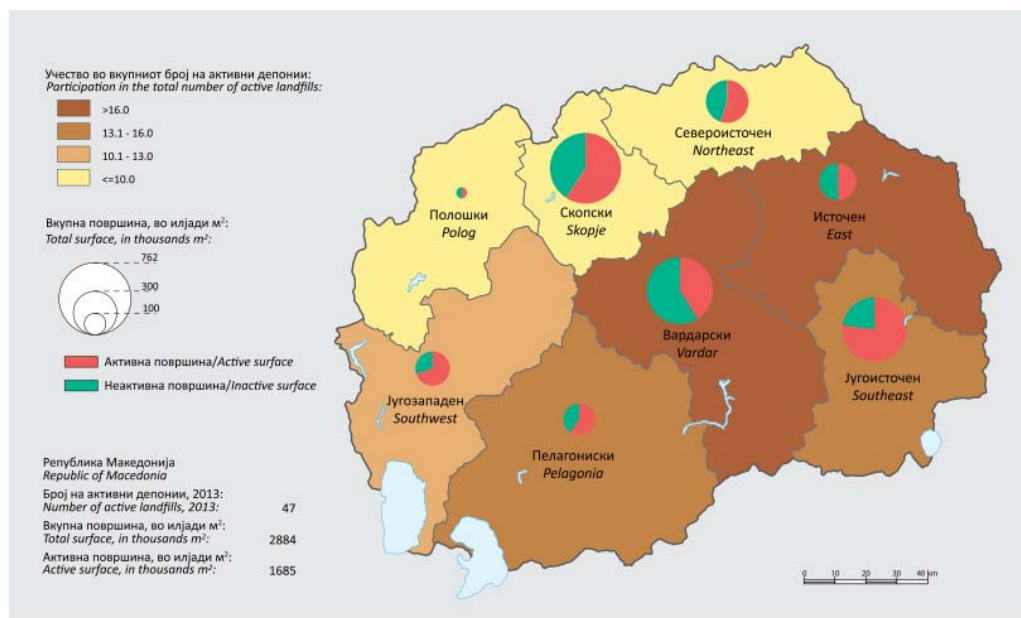 Учество во вкупниот број на активни депонии:
Participation in the total number of active landfills:
>16.0
13.1 - 16.0
10.1 - 13.0
<=10.0
Вкупна површина, во илјади м²:
Total surface, in thousands m²:
762
300
100
Активна површина/Active surface
Неактивна површина/Inactive surface
Република Македонија
Republic of Macedonia
Број на активни депонии, 2013:
Number of active landfills, 2013:
47
Вкупна површина, во илјади м²:
Total surface, in thousands m²:
2884
Активна површина, во илјади м²:
Active surface, in thousands m²:
1685
Североисточен
Northeast
Полошки
Polog
Скопски
Skopje
Источен
East
Вардарски
Vardar
Југоисточен
Southeast
Југозападен
Southwest
Пелагониски
Pelagonia
0 10 20 30 40 km